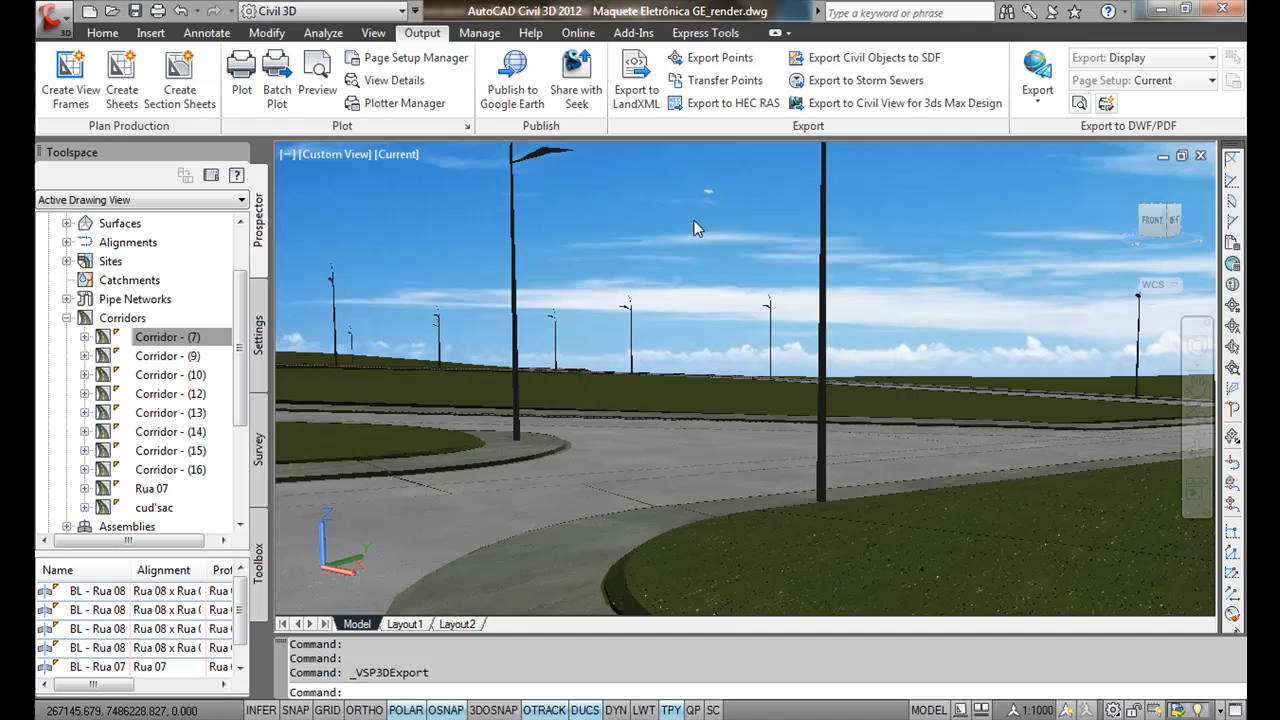 3D
Civil 3D
AutoCAD Civil 3D 2012 Maquete Eletrônica GE_render.dwg
Type a keyword or phrase
Home Insert Annotate Modify Analyze View Output Manage Help Online Add-Ins Express Tools
Create View Frames
Create Sheets
Create Section Sheets
Plan Production
Plot
Batch Plot
Preview
Page Setup Manager
View Details
Plotter Manager
Plot
Publish to Google Earth
Share with Seek
Publish
Export to LandXML
Export Points
Transfer Points
Export to HEC RAS
Export Civil Objects to SDF
Export to Storm Sewers
Export to Civil View for 3ds Max Design
Export
Export
Export: Display
Page Setup: Current
Export to DWF/PDF
Toolspace
Active Drawing View
Surfaces
Alignments
Sites
Catchments
Pipe Networks
Corridors
Corridor - (7)
Corridor - (9)
Corridor - (10)
Corridor - (12)
Corridor - (13)
Corridor - (14)
Corridor - (15)
Corridor - (16)
Rua 07
cud'sac
Assemblies
Prospector
Settings
Survey
Toolbox
Name Alignment Prof
BL - Rua 08 Rua 08 x Rua (
BL - Rua 08 Rua 08 x Rua (
BL - Rua 08 Rua 08 x Rua (
BL - Rua 08 Rua 08 x Rua (
BL - Rua 07 Rua 07
[−] [Custom View] [Current]
FRONT
WCS
Z
Y
X
Model Layout1 Layout2
Command:
Command:
Command: _VSP3DExport
Command:
267145.679, 7486228.827, 0.000
INFER SNAP GRID ORTHO POLAR OSNAP 3DOSNAP OTRACK DUCS DYN LWT TPY QP SC
MODEL
1:1000